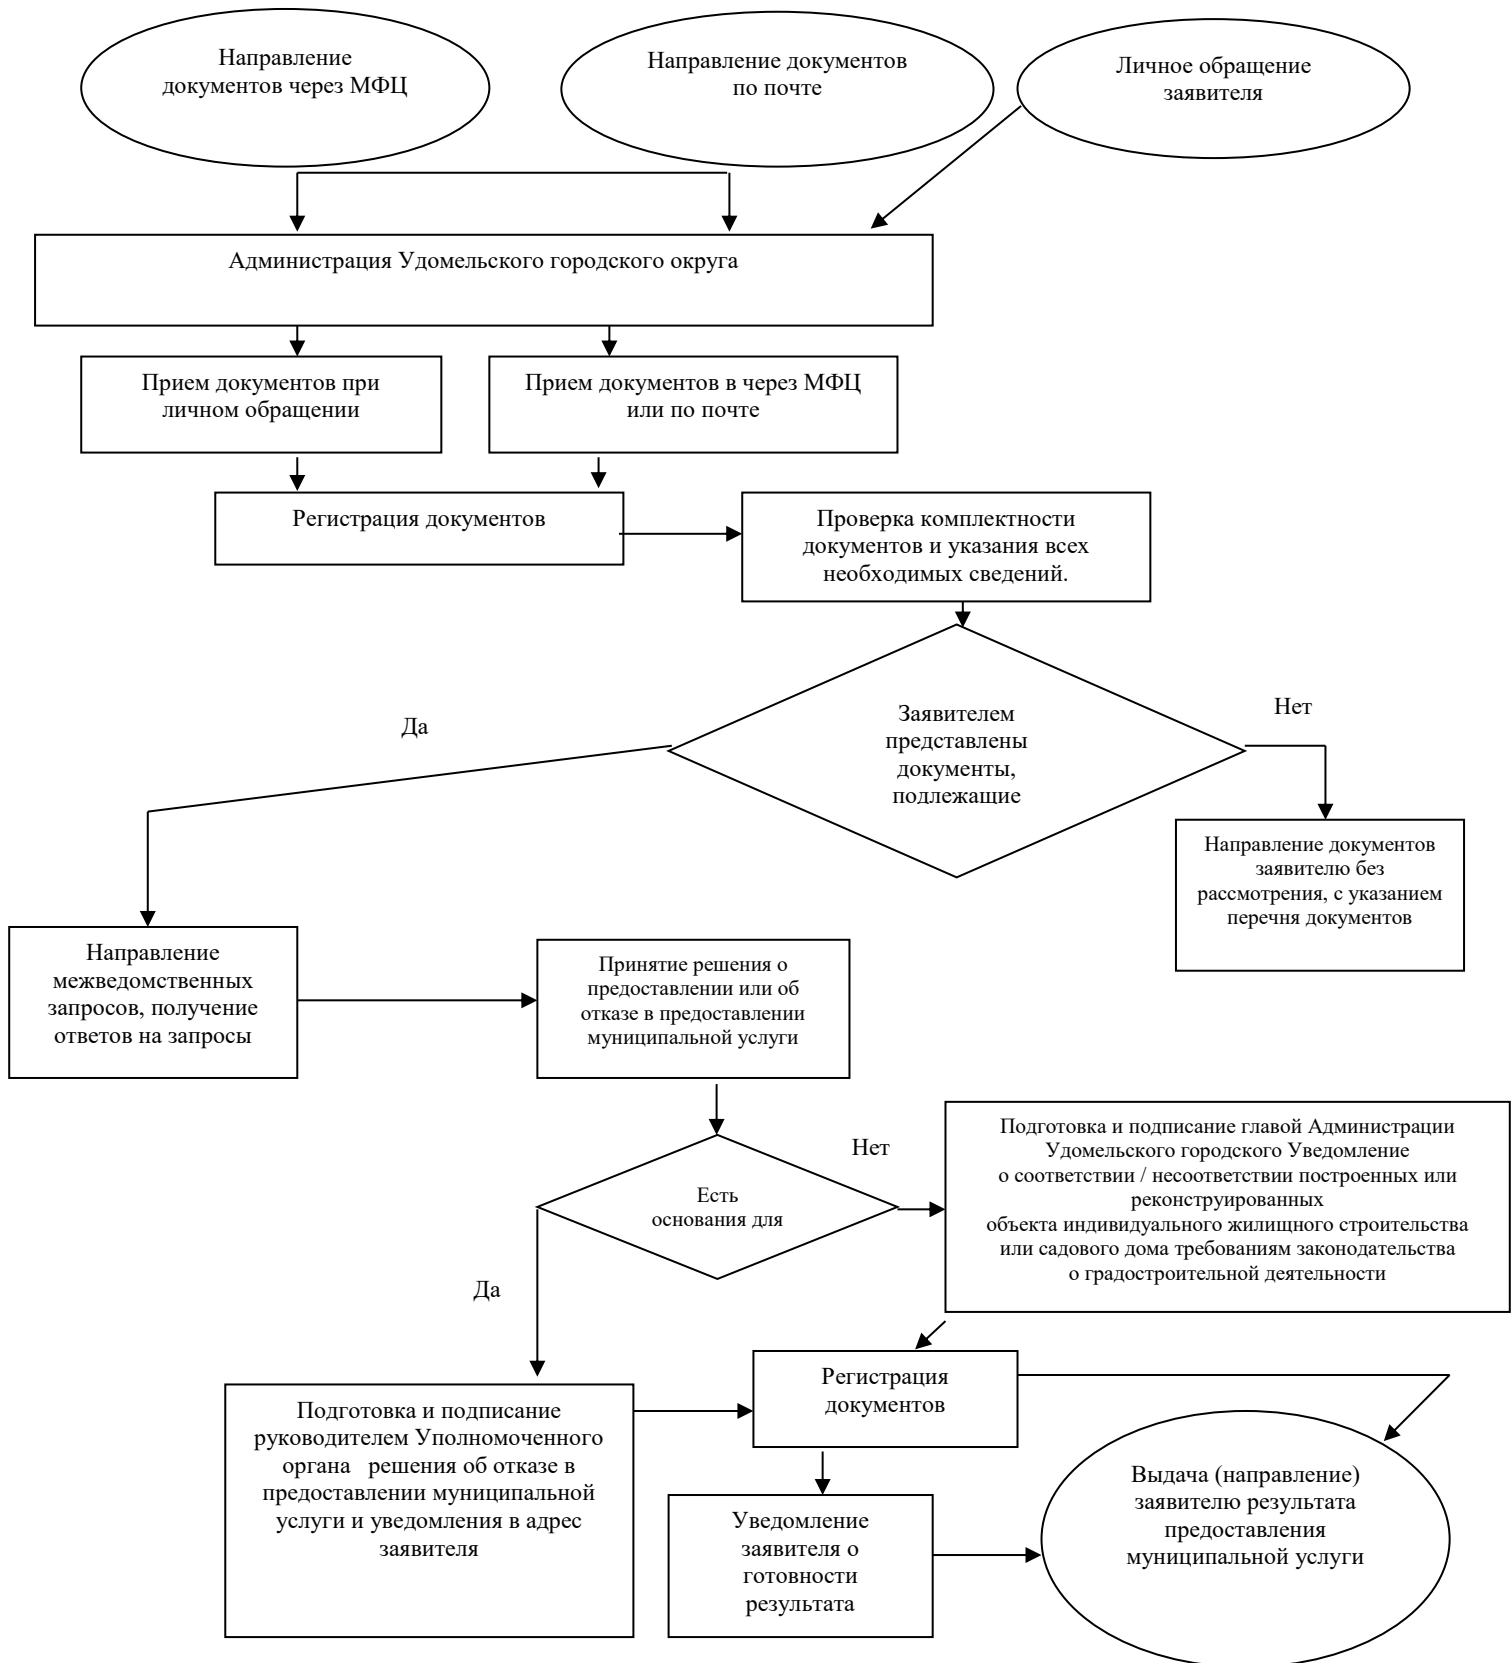 Направление
документов через МФЦ
Направление документов
по почте
Личное обращение
заявителя
Администрация Удомельского городского округа
Прием документов при
личном обращении
Прием документов в через МФЦ
или по почте
Регистрация документов
Проверка комплектности
документов и указания всех
необходимых сведений.
Заявителем
представлены
документы,
подлежащие
Да
Нет
Направление документов
заявителю без
рассмотрения, с указанием
перечня документов
Направление
межведомственных
запросов, получение
ответов на запросы
Принятие решения о
предоставлении или об
отказе в предоставлении
муниципальной услуги
Есть
основания для
Нет
Да
Подготовка и подписание главой Администрации
Удомельского городского Уведомление
о соответствии / несоответствии построенных или
реконструированных
объекта индивидуального жилищного строительства
или садового дома требованиям законодательства
о градостроительной деятельности
Подготовка и подписание
руководителем Уполномоченного
органа   решения об отказе в
предоставлении муниципальной
услуги и уведомления в адрес
заявителя
Регистрация
документов
Уведомление
заявителя о
готовности
результата
Выдача (направление)
заявителю результата
предоставления
муниципальной услуги